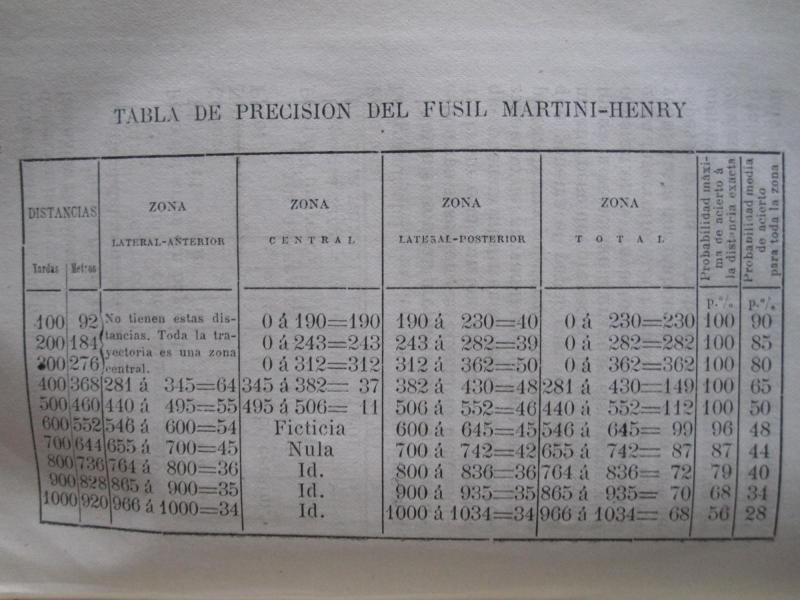 TABLA DE PRECISION DEL FUSIL MARTINI-HENRY
DISTANCIAS
Yardas Metros
ZONA
LATERAL-ANTERIOR
ZONA
CENTRAL
ZONA
LATERAL-POSTERIOR
ZONA
TOTAL
Probabilidad máxi-
ma de acierto á
la distancia exacta
Probabilidad media
de acierto
para toda la zona
p.º/. p.º/.
No tienen estas dis-
tancias. Toda la tra-
yectoria es una zona
central.
100 92 0 á 190=190 190 á 230=40 0 á 230=230 100 90
200 184 0 á 243=243 243 á 282=39 0 á 282=282 100 85
300 276 0 á 312=312 312 á 362=50 0 á 362=362 100 80
400 368 281 á 345=64 345 á 382= 37 382 á 430=48 281 á 430=149 100 65
500 460 440 á 495=55 495 á 506= 11 506 á 552=46 440 á 552=112 100 50
600 552 546 á 600=54 Ficticia 600 á 645=45 546 á 645= 99 96 48
700 644 655 á 700=45 Nula 700 á 742=42 655 á 742= 87 87 44
800 736 764 á 800=36 Id. 800 á 836=36 764 á 836= 72 79 40
900 828 865 á 900=35 Id. 900 á 935=35 865 á 935= 70 68 34
1000 920 966 á 1000=34 Id. 1000 á 1034=34 966 á 1034= 68 56 28